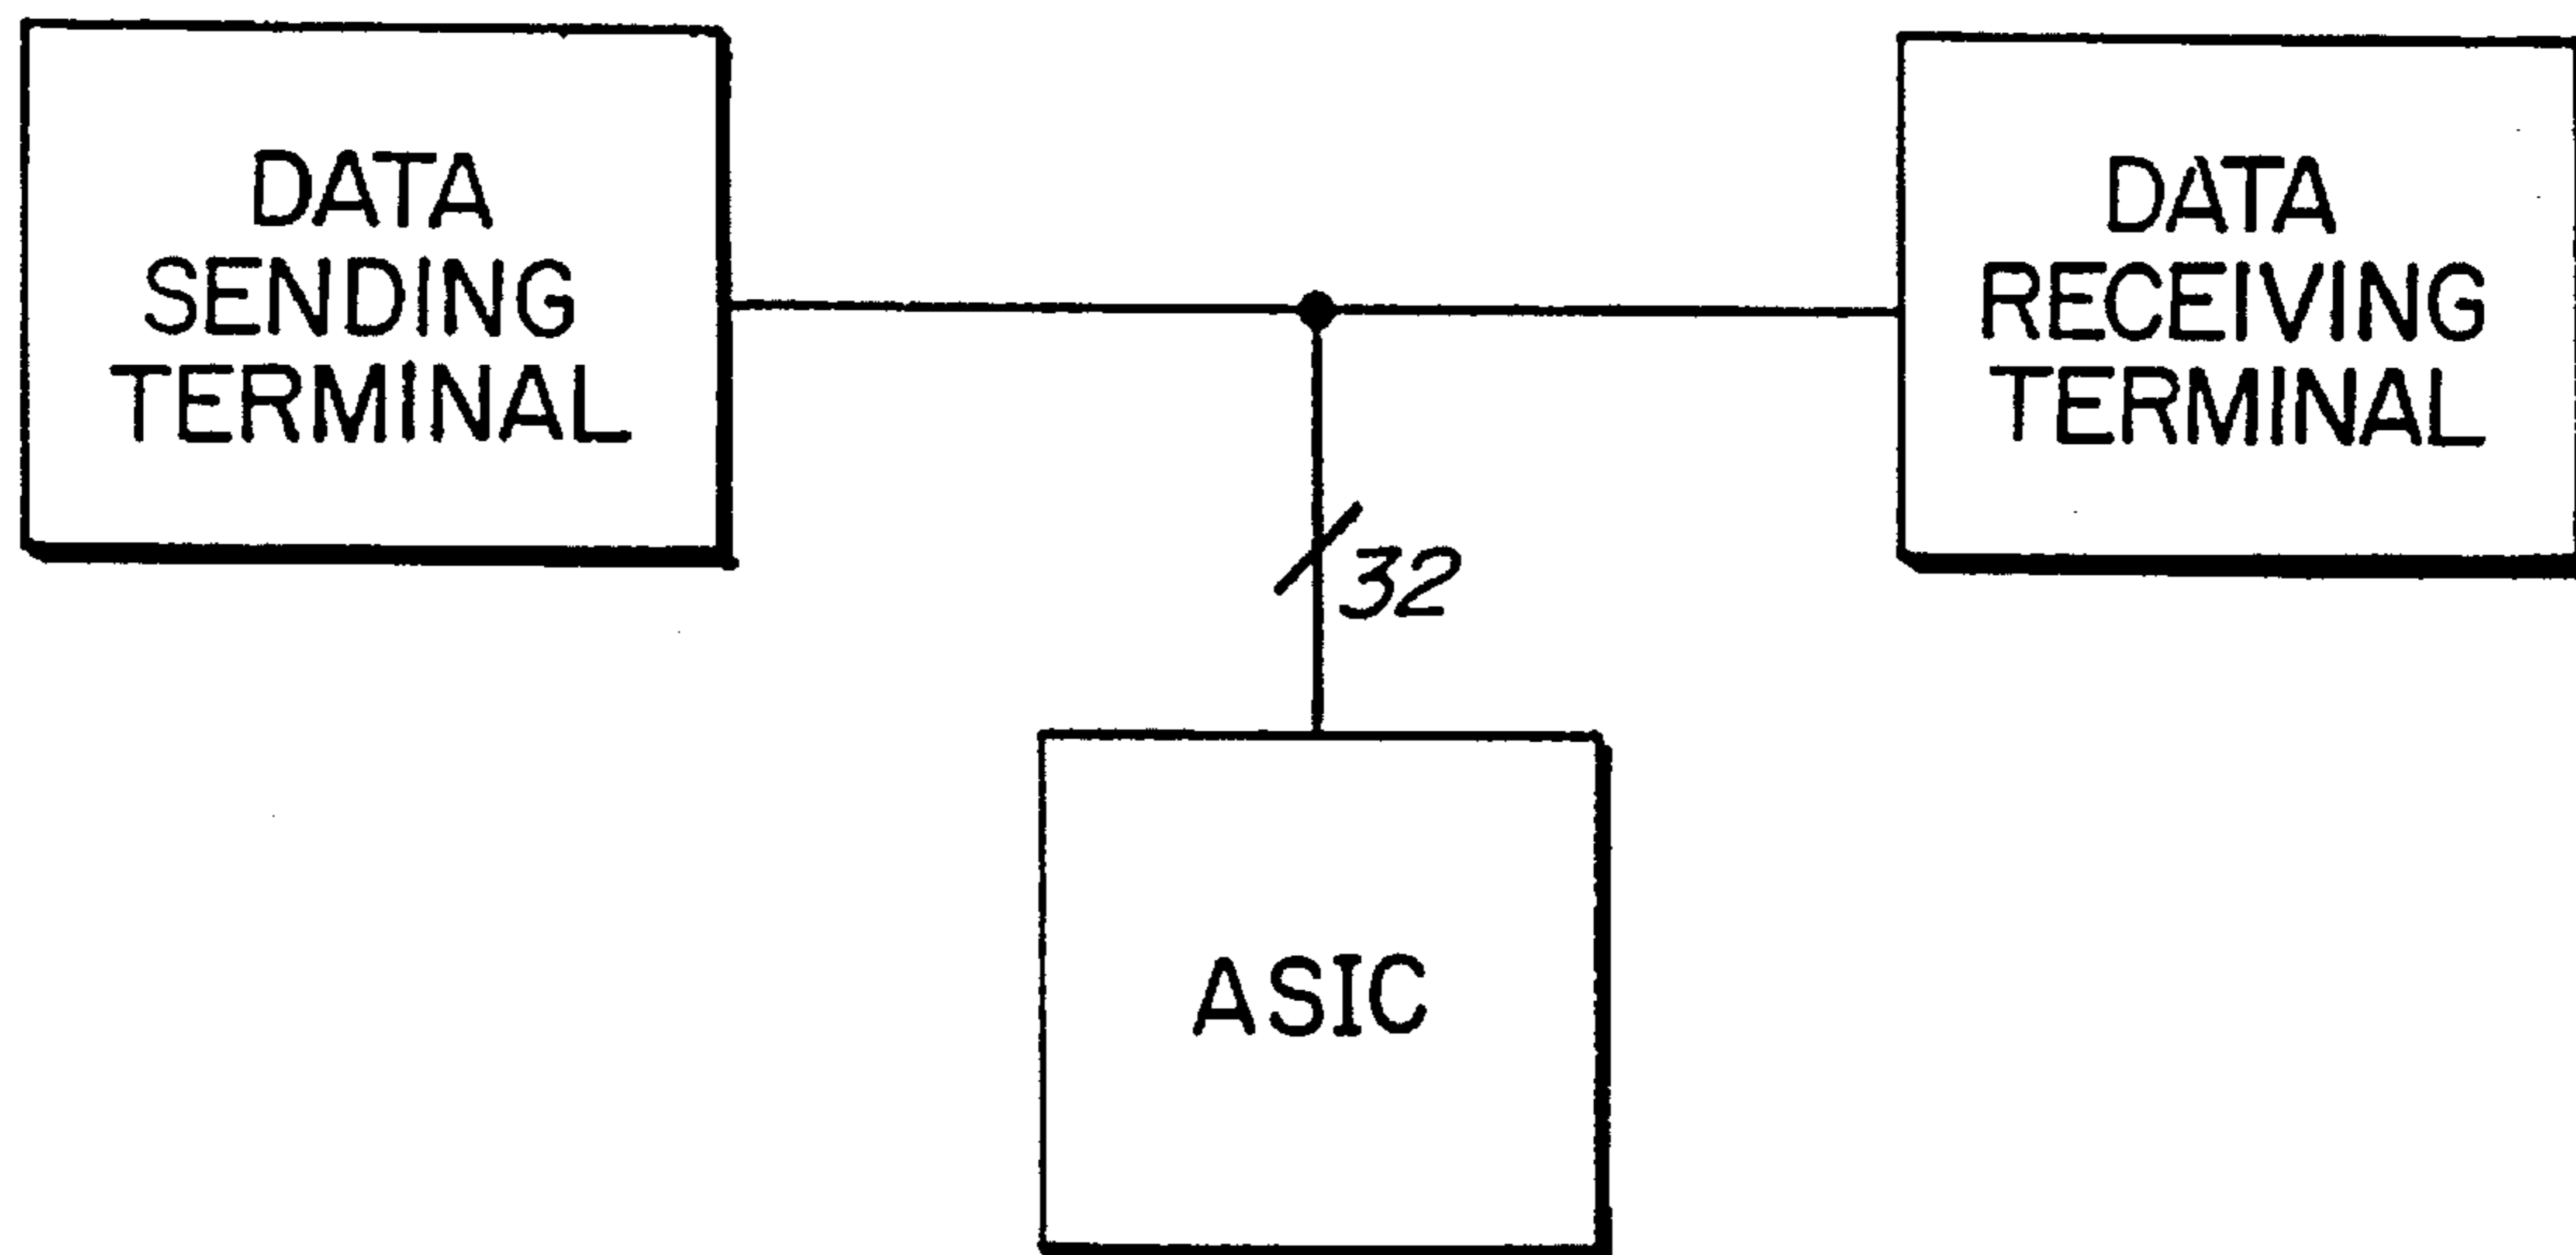 DATA
SENDING
TERMINAL
DATA
RECEIVING
TERMINAL
32
ASIC